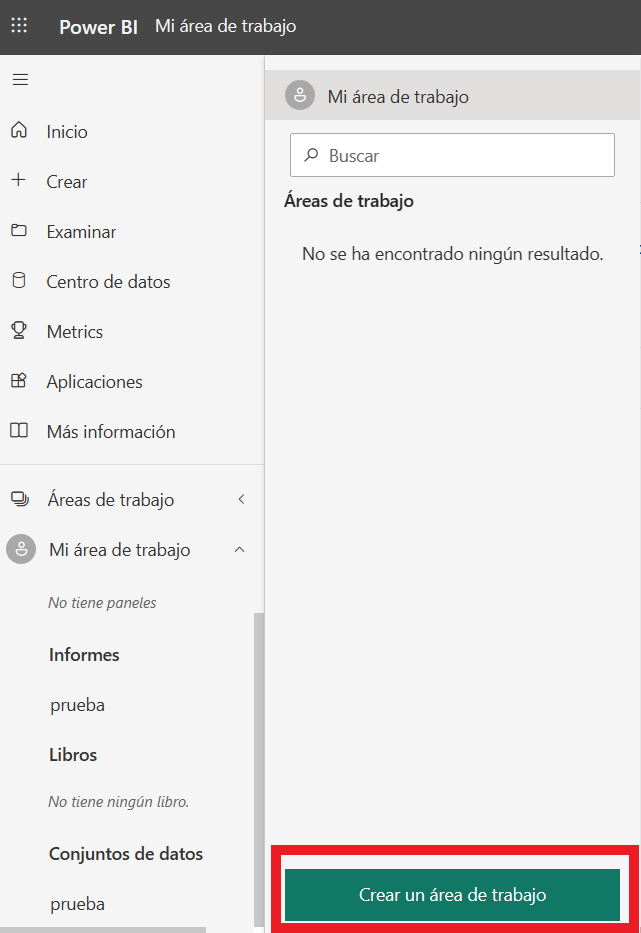 Power BI Mi área de trabajo
Inicio
Crear
Examinar
Centro de datos
Metrics
Aplicaciones
Más información
Áreas de trabajo
Mi área de trabajo
No tiene paneles
Informes
prueba
Libros
No tiene ningún libro.
Conjuntos de datos
prueba
Mi área de trabajo
Buscar
Áreas de trabajo
No se ha encontrado ningún resultado.
Crear un área de trabajo